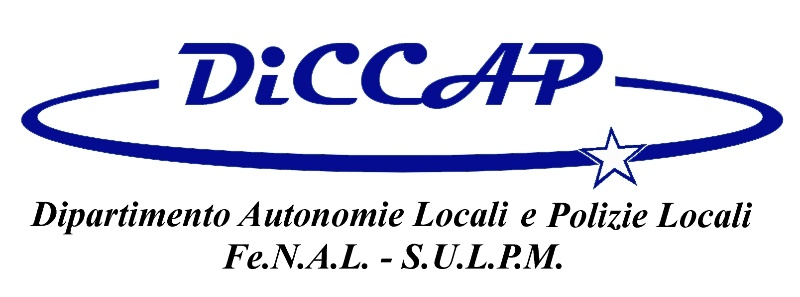 DiCCAP
Dipartimento Autonomie Locali e Polizie Locali
Fe.N.A.L. - S.U.L.P.M.